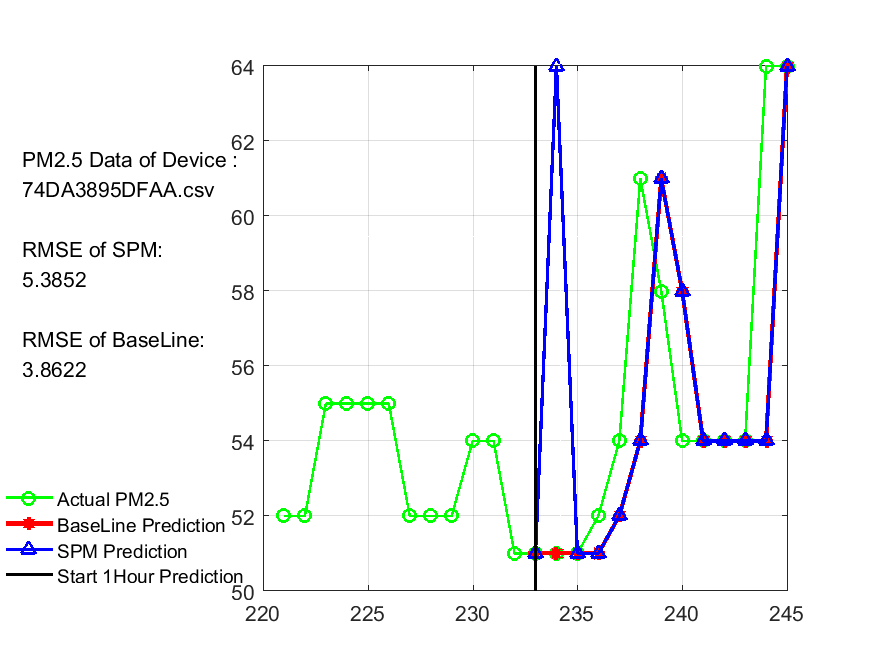 PM2.5 Data of Device :
74DA3895DFAA.csv
RMSE of SPM:
5.3852
RMSE of BaseLine:
3.8622
Actual PM2.5
BaseLine Prediction
SPM Prediction
Start 1Hour Prediction
64
62
60
58
56
54
52
50
220 225 230 235 240 245